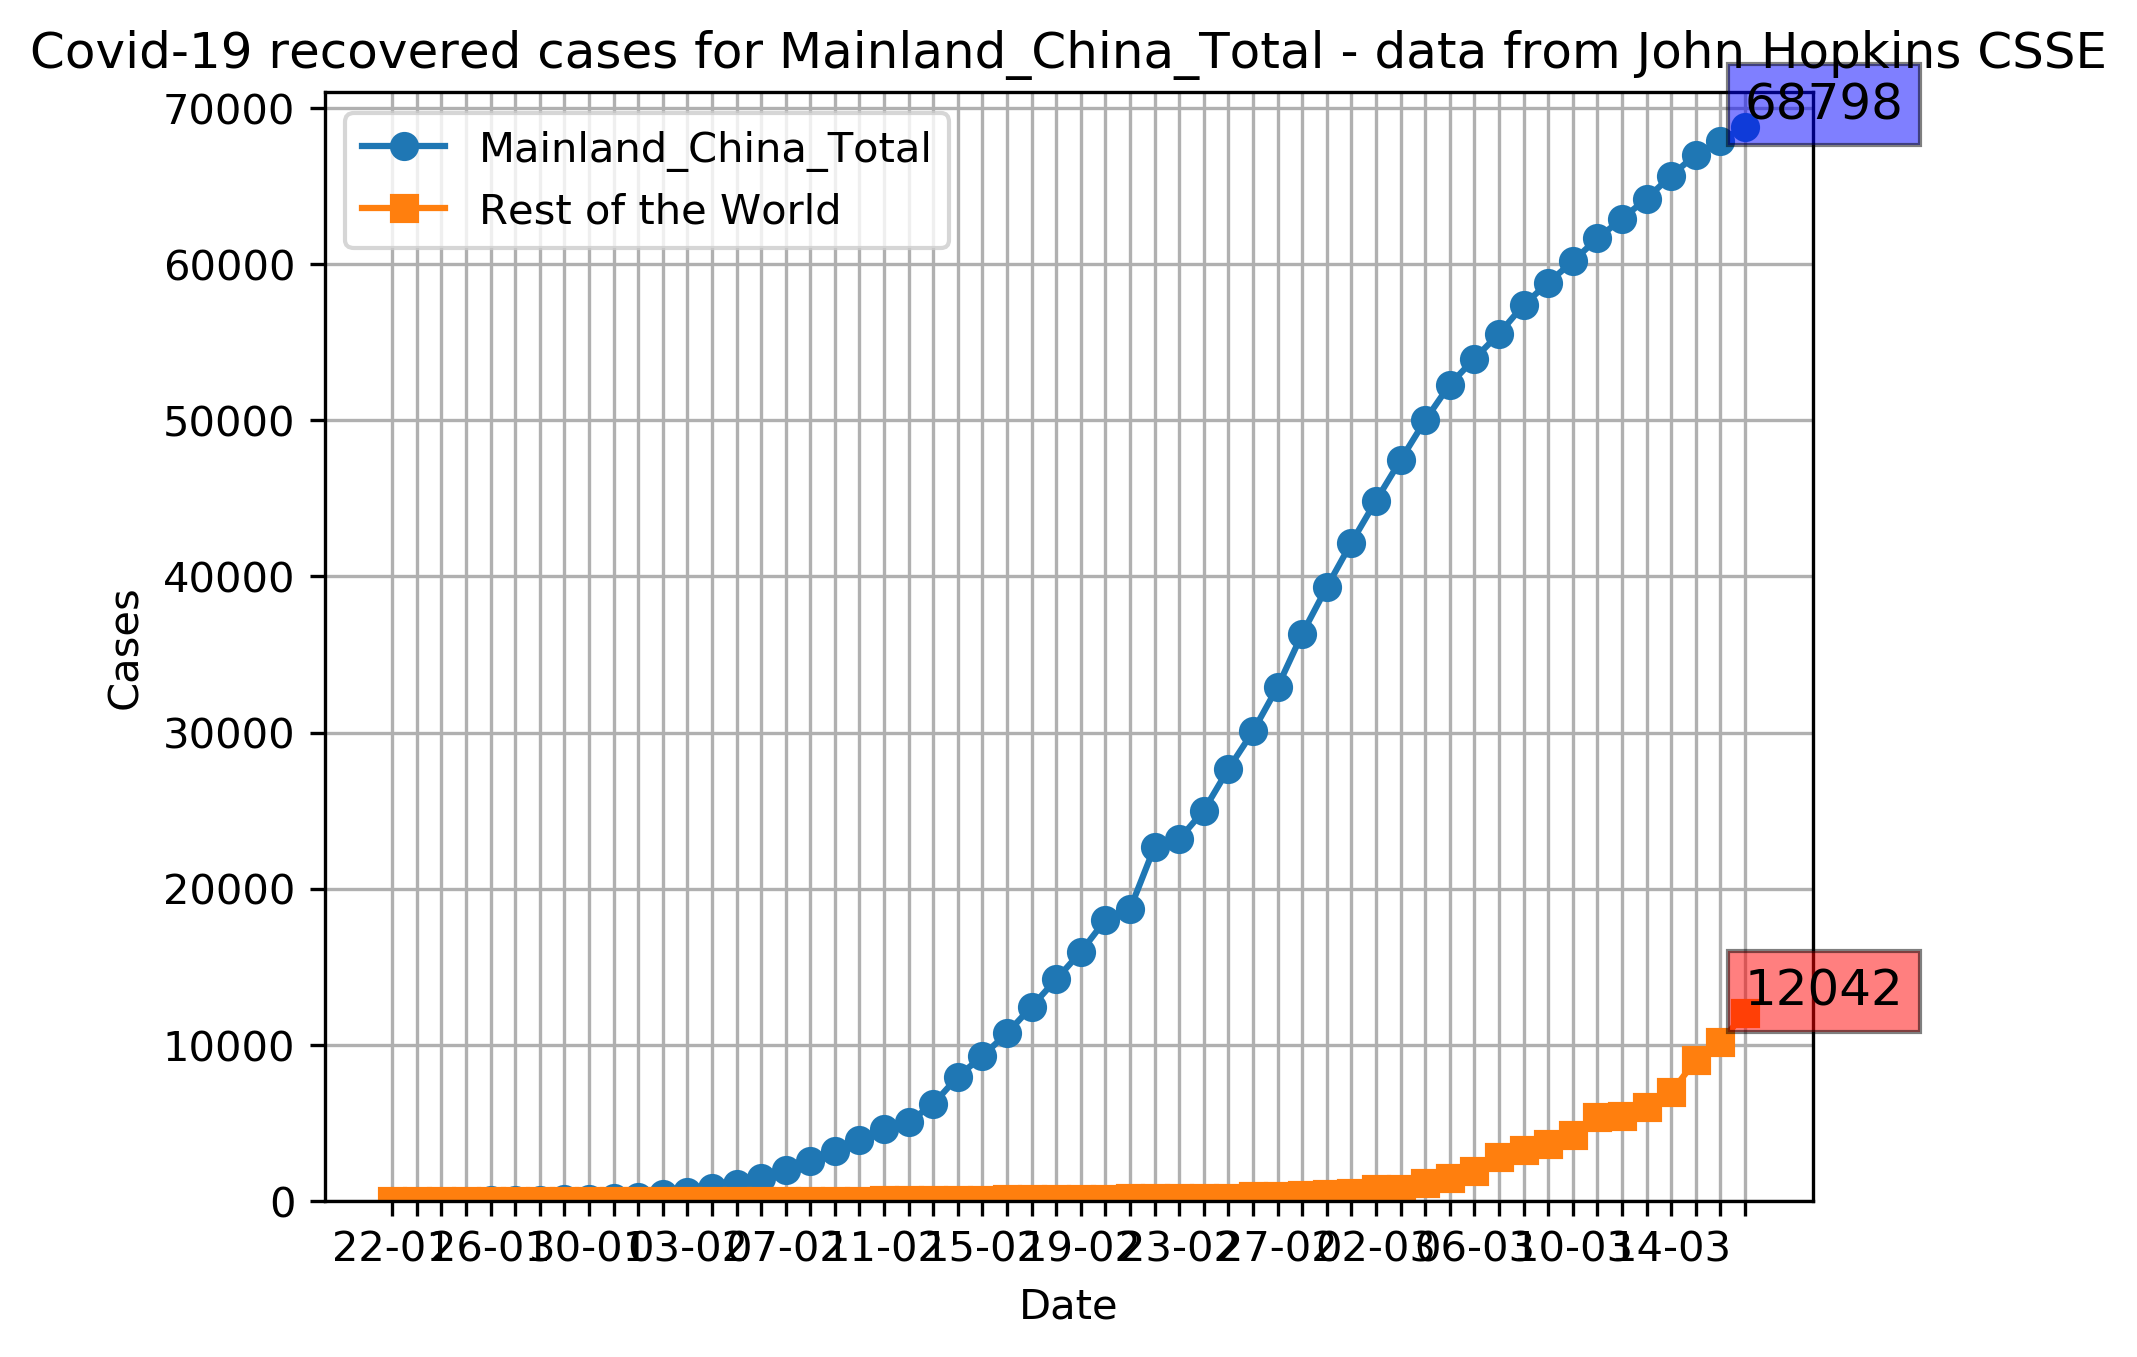 Covid-19 recovered cases for Mainland_China_Total - data from John Hopkins CSSE
68798
70000
Mainland_China_Total
Rest of the World
60000
50000
40000
Cases
30000
20000
12042
10000
0
22-01 26-01 30-01 03-02 07-02 11-02 15-02 19-02 23-02 27-02 02-03 06-03 10-03 14-03
Date